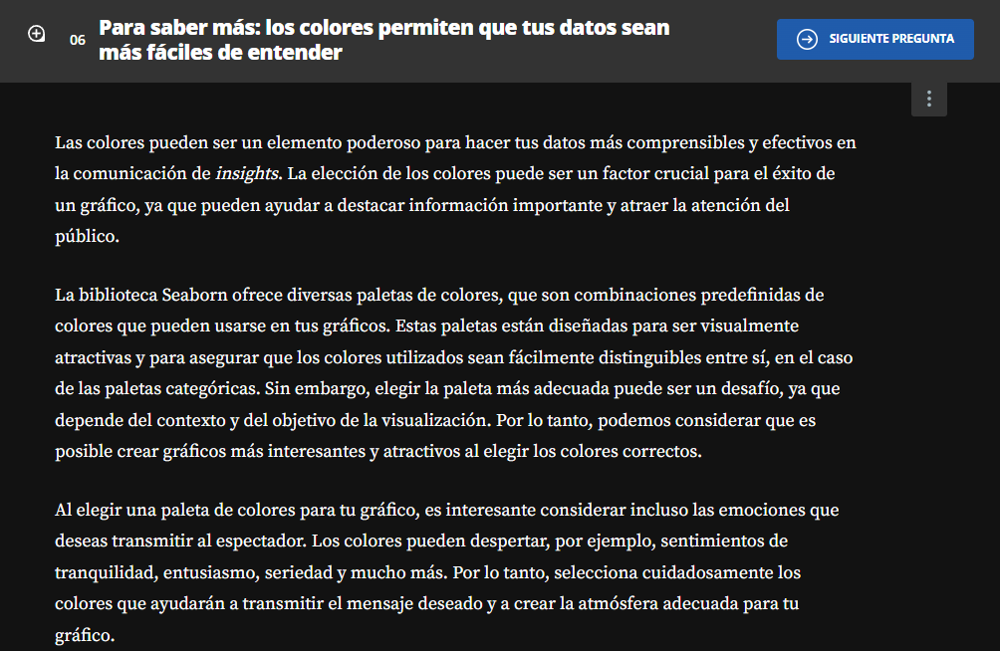 06
Para saber más: los colores permiten que tus datos sean
más fáciles de entender
SIGUIENTE PREGUNTA
Las colores pueden ser un elemento poderoso para hacer tus datos más comprensibles y efectivos en
la comunicación de insights. La elección de los colores puede ser un factor crucial para el éxito de
un gráfico, ya que pueden ayudar a destacar información importante y atraer la atención del
público.
La biblioteca Seaborn ofrece diversas paletas de colores, que son combinaciones predefinidas de
colores que pueden usarse en tus gráficos. Estas paletas están diseñadas para ser visualmente
atractivas y para asegurar que los colores utilizados sean fácilmente distinguibles entre sí, en el caso
de las paletas categóricas. Sin embargo, elegir la paleta más adecuada puede ser un desafío, ya que
depende del contexto y del objetivo de la visualización. Por lo tanto, podemos considerar que es
posible crear gráficos más interesantes y atractivos al elegir los colores correctos.
Al elegir una paleta de colores para tu gráfico, es interesante considerar incluso las emociones que
deseas transmitir al espectador. Los colores pueden despertar, por ejemplo, sentimientos de
tranquilidad, entusiasmo, seriedad y mucho más. Por lo tanto, selecciona cuidadosamente los
colores que ayudarán a transmitir el mensaje deseado y a crear la atmósfera adecuada para tu
gráfico.